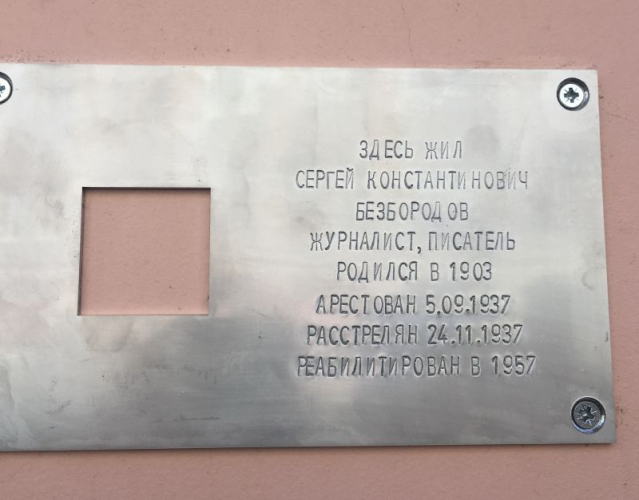 ЗДЕСЬ ЖИЛ
СЕРГЕЙ КОНСТАНТИНОВИЧ
БЕЗБОРОДОВ
ЖУРНАЛИСТ, ПИСАТЕЛЬ
РОДИЛСЯ В 1903
АРЕСТОВАН 5.09.1937
РАССТРЕЛЯН 24.11.1937
РЕАБИЛИТИРОВАН В 1957